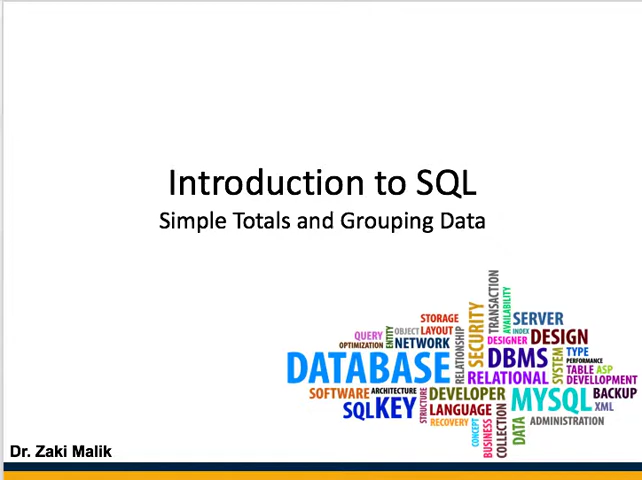 Introduction to SQL
Simple Totals and Grouping Data
TRANSACTION
AVAILABILITY
STORAGE
SECURITY
SERVER
QUERY
ENTITY
OBJECT
LAYOUT
INDEX
DESIGN
OPTIMIZATION
NETWORK
RELATIONSHIP
DESIGNER
DATABASE
DBMS
SYSTEM
TYPE
PERFORMANCE
RELATIONAL
TABLE
ASP
DEVELLOPMENT
SOFTWARE
ARCHITECTURE
STRUCTURE
DEVELOPER
MYSQL
BACKUP
SQL
KEY
LANGUAGE
XML
RECOVERY
CONCEPT
BUSINESS
COLLECTION
DATA
ADMINISTRATION
Dr. Zaki Malik